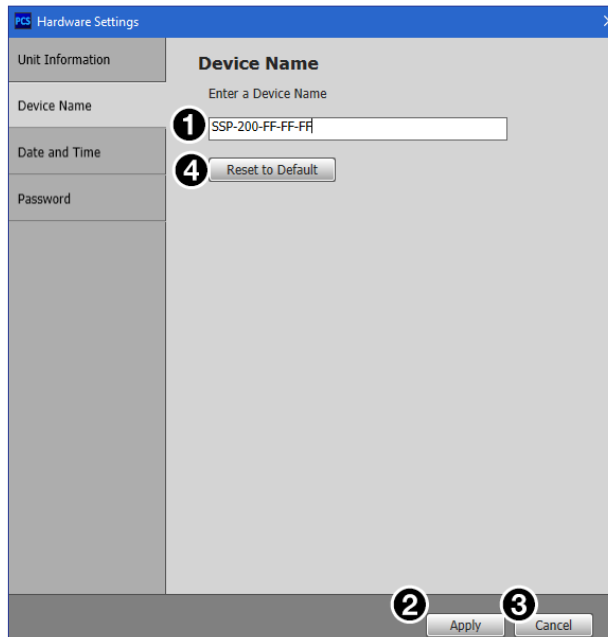 PCS Hardware Settings
Unit Information
Device Name
Date and Time
Password
Device Name
Enter a Device Name
1 SSP-200-FF-FF-FF
4 Reset to Default
2 Apply 3 Cancel